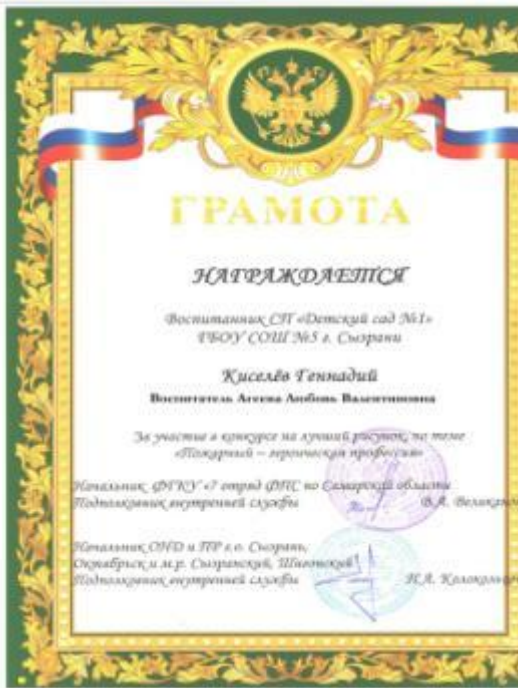 ГРАМОТА
НАГРАЖДАЕТСЯ
Воспитанник СП «Детский сад №1»
ГБОУ СОШ №5 г. Сызрани
Киселёв Геннадий
Воспитатель Агеева Любовь Валентиновна
За участие в конкурсе на лучший рисунок, по теме
«Пожарный – героическая профессия»
Начальник ФГКУ «7 отряд ФПС по Самарской области
Подполковник внутренней службы В.А. Великанов
Начальник ОНД и ПР г.о. Сызрань,
Октябрьск и м.р. Сызранский, Шигонский
Подполковник внутренней службы Н.А.